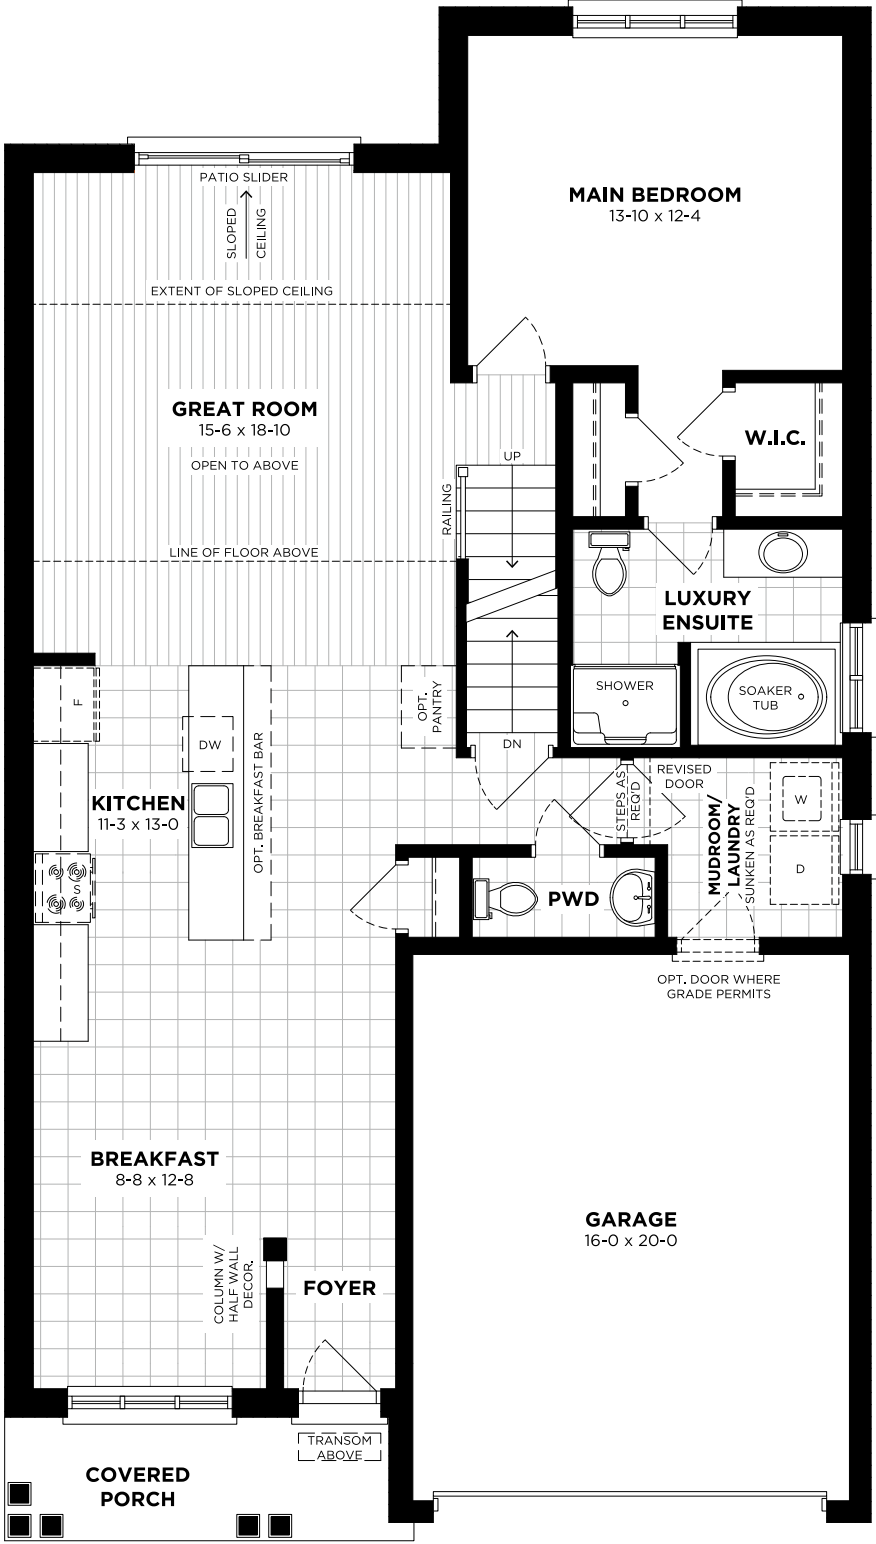 MAIN BEDROOM
13-10 x 12-4
PATIO SLIDER
SLOPED
CEILING
EXTENT OF SLOPED CEILING
GREAT ROOM
15-6 x 18-10
OPEN TO ABOVE
LINE OF FLOOR ABOVE
UP
RAILING
W.I.C.
LUXURY
ENSUITE
SHOWER
SOAKER
TUB
F
DW
OPT. BREAKFAST BAR
OPT.
PANTRY
DN
KITCHEN
11-3 x 13-0
S
STEPS AS
REQ'D
REVISED
DOOR
MUDROOM/
LAUNDRY
SUNKEN AS REQ'D
W
D
PWD
OPT. DOOR WHERE
GRADE PERMITS
BREAKFAST
8-8 x 12-8
GARAGE
16-0 x 20-0
COLUMN W/
HALF WALL
DECOR.
FOYER
TRANSOM
ABOVE
COVERED
PORCH